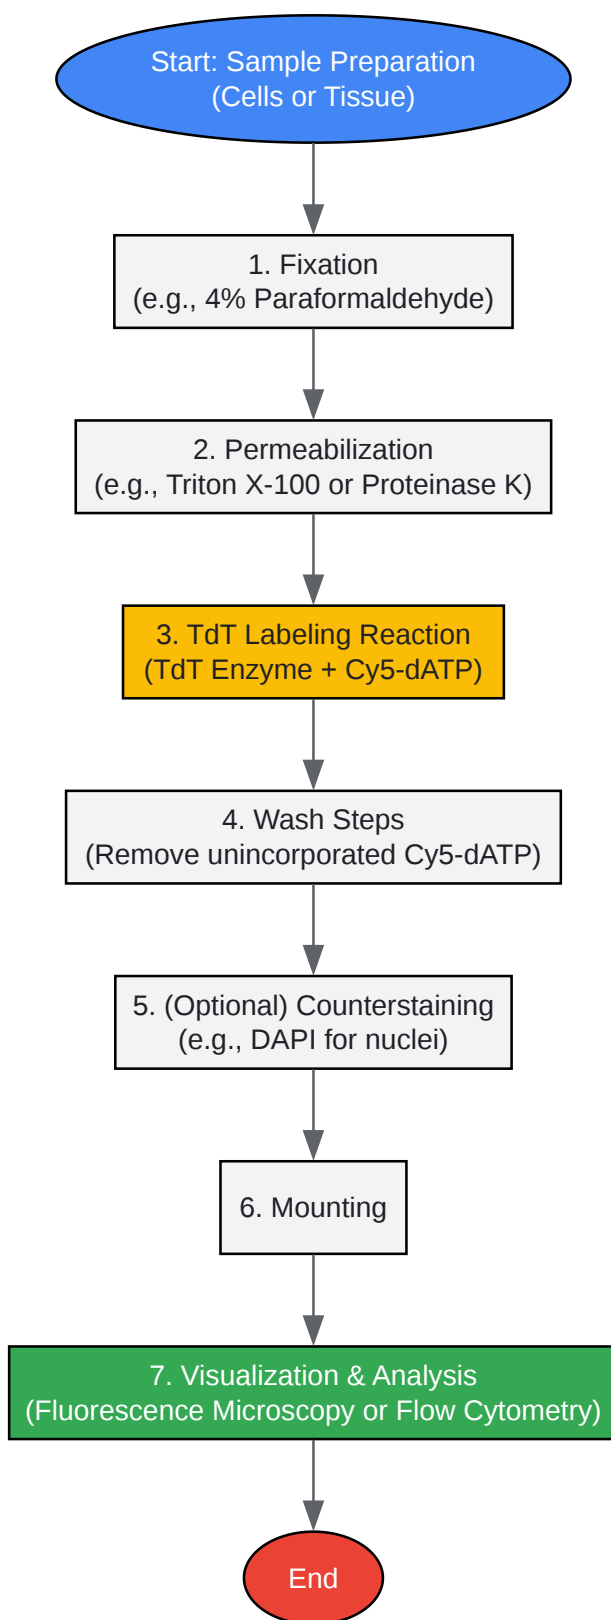 Start: Sample Preparation
(Cells or Tissue)
1. Fixation
(e.g., 4% Paraformaldehyde)
2. Permeabilization
(e.g., Triton X-100 or Proteinase K)
3. TdT Labeling Reaction
(TdT Enzyme + Cy5-dATP)
4. Wash Steps
(Remove unincorporated Cy5-dATP)
5. (Optional) Counterstaining
(e.g., DAPI for nuclei)
6. Mounting
7. Visualization & Analysis
(Fluorescence Microscopy or Flow Cytometry)
End